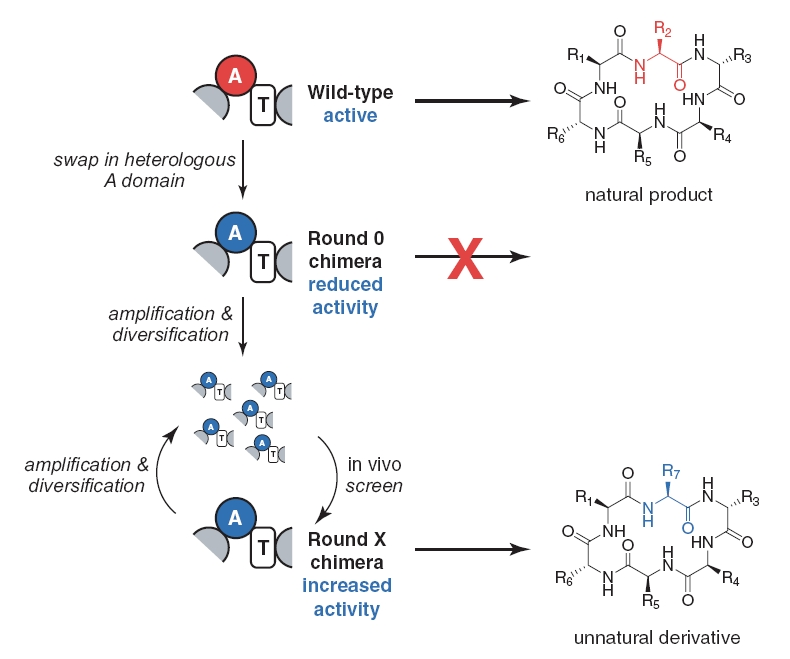 A
T
Wild-type
active
O
R2
H
N
R1
R3
N
H
O
NH
O
O
HN
O
H
N
R6
N
H
R5
O
R4
natural product
swap in heterologous
A domain
A
T
Round 0
chimera
reduced
activity
X
amplification &
diversification
A
T
A
T
A
T
A
T
A
T
amplification &
diversification
in vivo
screen
A
T
Round X
chimera
increased
activity
O
R7
H
N
R1
R3
N
H
O
NH
O
O
HN
O
H
N
R6
N
H
R5
O
R4
unnatural derivative